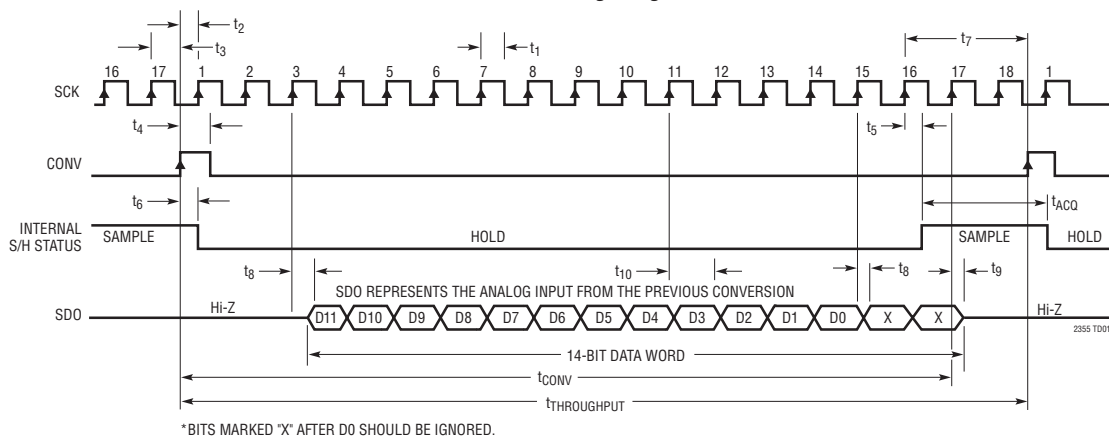 t2
t3
t1
t7
16 17 1 2 3 4 5 6 7 8 9 10 11 12 13 14 15 16 17 18 1
SCK
t4
t5
CONV
t6
tACQ
INTERNAL
S/H STATUS
SAMPLE
HOLD
SAMPLE
HOLD
t8
t10
t8
t9
SDO REPRESENTS THE ANALOG INPUT FROM THE PREVIOUS CONVERSION
SDO
Hi-Z
D11 D10 D9 D8 D7 D6 D5 D4 D3 D2 D1 D0 X X
Hi-Z
2355 TD01
14-BIT DATA WORD
tCONV
tTHROUGHPUT
*BITS MARKED "X" AFTER D0 SHOULD BE IGNORED.